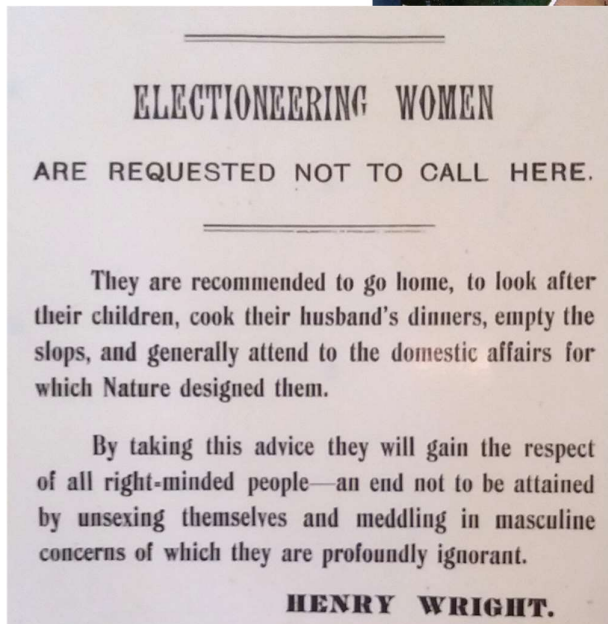 ELECTIONEERING WOMEN
ARE REQUESTED NOT TO CALL HERE.
They are recommended to go home, to look after
their children, cook their husband's dinners, empty the
slops, and generally attend to the domestic affairs for
which Nature designed them.
By taking this advice they will gain the respect
of all right-minded people—an end not to be attained
by unsexing themselves and meddling in masculine
concerns of which they are profoundly ignorant.
HENRY WRIGHT.